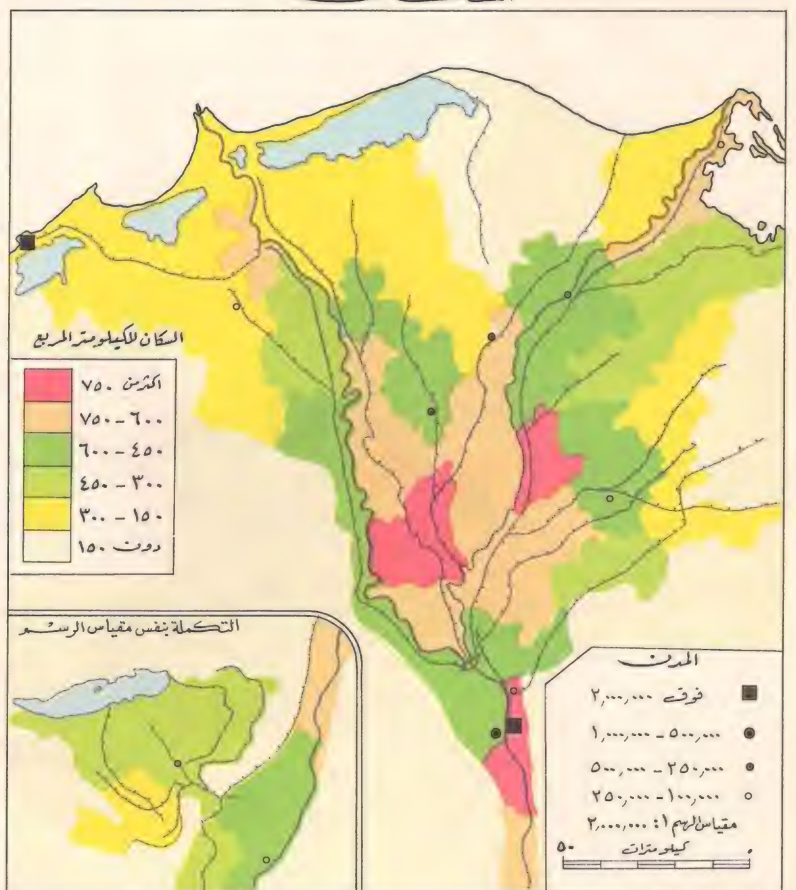 السكان للكيلومتر المربع
اكثر من ٧٥٠
٦٠٠ – ٧٥٠
٤٥٠ – ٦٠٠
٣٠٠ – ٤٥٠
١٥٠ – ٣٠٠
دون ١٥٠
التكملة بنفس مقياس الرسم
المدن
فوق ٢,٠٠٠,٠٠٠
٥٠٠,٠٠٠ – ١,٠٠٠,٠٠٠
٢٥٠,٠٠٠ – ٥٠٠,٠٠٠
١٠٠,٠٠٠ – ٢٥٠,٠٠٠
مقياس ١ : ٢,٠٠٠,٠٠٠
٠ كيلومترات ٥٠